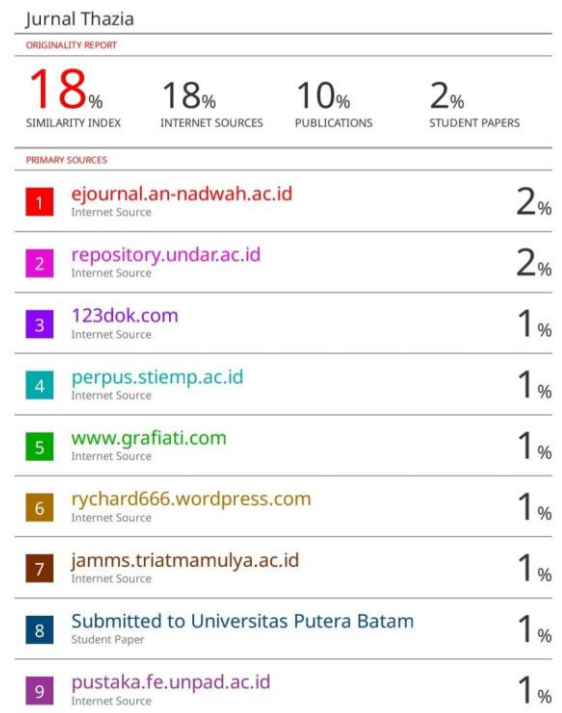 Jurnal Thazia
ORIGINALITY REPORT
18% 18% 10% 2%
SIMILARITY INDEX INTERNET SOURCES PUBLICATIONS STUDENT PAPERS
PRIMARY SOURCES
1 ejournal.an-nadwah.ac.id 2%
Internet Source
2 repository.undar.ac.id 2%
Internet Source
3 123dok.com 1%
Internet Source
4 perpus.stiemp.ac.id 1%
Internet Source
5 www.grafiati.com 1%
Internet Source
6 rychard666.wordpress.com 1%
Internet Source
7 jamms.triatmamulya.ac.id 1%
Internet Source
8 Submitted to Universitas Putera Batam 1%
Student Paper
9 pustaka.fe.unpad.ac.id 1%
Internet Source